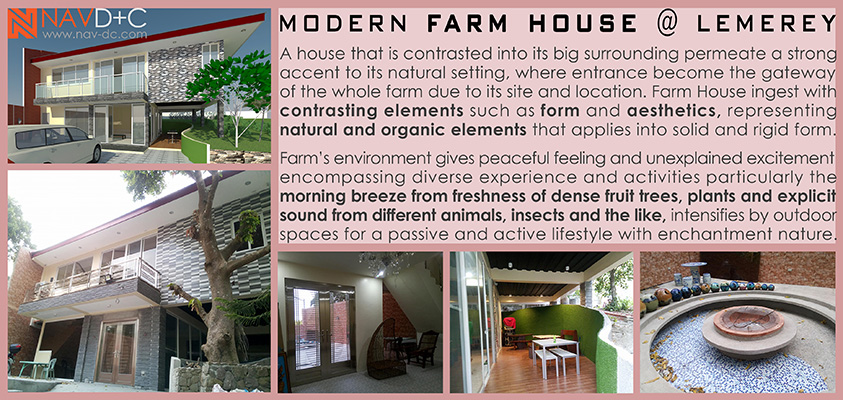 NAVD+C
www.nav-dc.com
MODERN FARM HOUSE @ LEMEREY
A house that is contrasted into its big surrounding permeate a strong
accent to its natural setting, where entrance become the gateway
of the whole farm due to its site and location. Farm House ingest with
contrasting elements such as form and aesthetics, representing
natural and organic elements that applies into solid and rigid form.
Farm's environment gives peaceful feeling and unexplained excitement
encompassing diverse experience and activities particularly the
morning breeze from freshness of dense fruit trees, plants and explicit
sound from different animals, insects and the like, intensifies by outdoor
spaces for a passive and active lifestyle with enchantment nature.